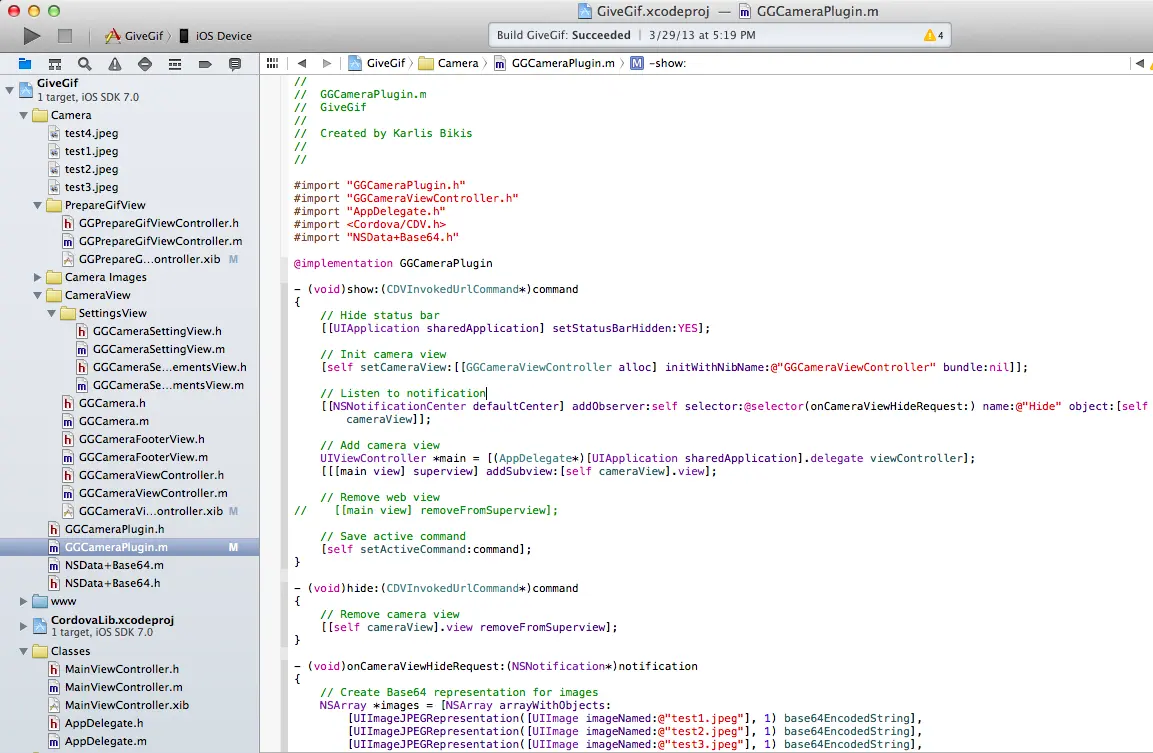 GiveGif.xcodeproj — GGCameraPlugin.m
GiveGif iOS Device
Build GiveGif: Succeeded | 3/29/13 at 5:19 PM 4
GiveGif Camera GGCameraPlugin.m M -show:
GiveGif
1 target, iOS SDK 7.0
Camera
test4.jpeg
test1.jpeg
test2.jpeg
test3.jpeg
PrepareGifView
h GGPrepareGifViewController.h
m GGPrepareGifViewController.m
GGPrepareG...ontroller.xib M
Camera Images
CameraView
SettingsView
h GGCameraSettingView.h
m GGCameraSettingView.m
h GGCameraSe...ementsView.h
m GGCameraSe...mentsView.m
h GGCamera.h
m GGCamera.m
h GGCameraFooterView.h
m GGCameraFooterView.m
h GGCameraViewController.h
m GGCameraViewController.m
GGCameraVi...ontroller.xib M
h GGCameraPlugin.h
m GGCameraPlugin.m M
m NSData+Base64.m
h NSData+Base64.h
www
CordovaLib.xcodeproj
1 target, iOS SDK 7.0
Classes
h MainViewController.h
m MainViewController.m
MainViewController.xib
h AppDelegate.h
m AppDelegate.m
//
// GGCameraPlugin.m
// GiveGif
//
// Created by Karlis Bikis
//
//
#import "GGCameraPlugin.h"
#import "GGCameraViewController.h"
#import "AppDelegate.h"
#import <Cordova/CDV.h>
#import "NSData+Base64.h"
@implementation GGCameraPlugin
- (void)show:(CDVInvokedUrlCommand*)command
{
// Hide status bar
[[UIApplication sharedApplication] setStatusBarHidden:YES];
// Init camera view
[self setCameraView:[[GGCameraViewController alloc] initWithNibName:@"GGCameraViewController" bundle:nil]];
// Listen to notification
[[NSNotificationCenter defaultCenter] addObserver:self selector:@selector(onCameraViewHideRequest:) name:@"Hide" object:[self
cameraView]];
// Add camera view
UIViewController *main = [(AppDelegate*)[UIApplication sharedApplication].delegate viewController];
[[[main view] superview] addSubview:[self cameraView].view];
// Remove web view
// [[main view] removeFromSuperview];
// Save active command
[self setActiveCommand:command];
}
- (void)hide:(CDVInvokedUrlCommand*)command
{
// Remove camera view
[[self cameraView].view removeFromSuperview];
}
- (void)onCameraViewHideRequest:(NSNotification*)notification
{
// Create Base64 representation for images
NSArray *images = [NSArray arrayWithObjects:
[UIImageJPEGRepresentation([UIImage imageNamed:@"test1.jpeg"], 1) base64EncodedString],
[UIImageJPEGRepresentation([UIImage imageNamed:@"test2.jpeg"], 1) base64EncodedString],
[UIImageJPEGRepresentation([UIImage imageNamed:@"test3.jpeg"], 1) base64EncodedString],